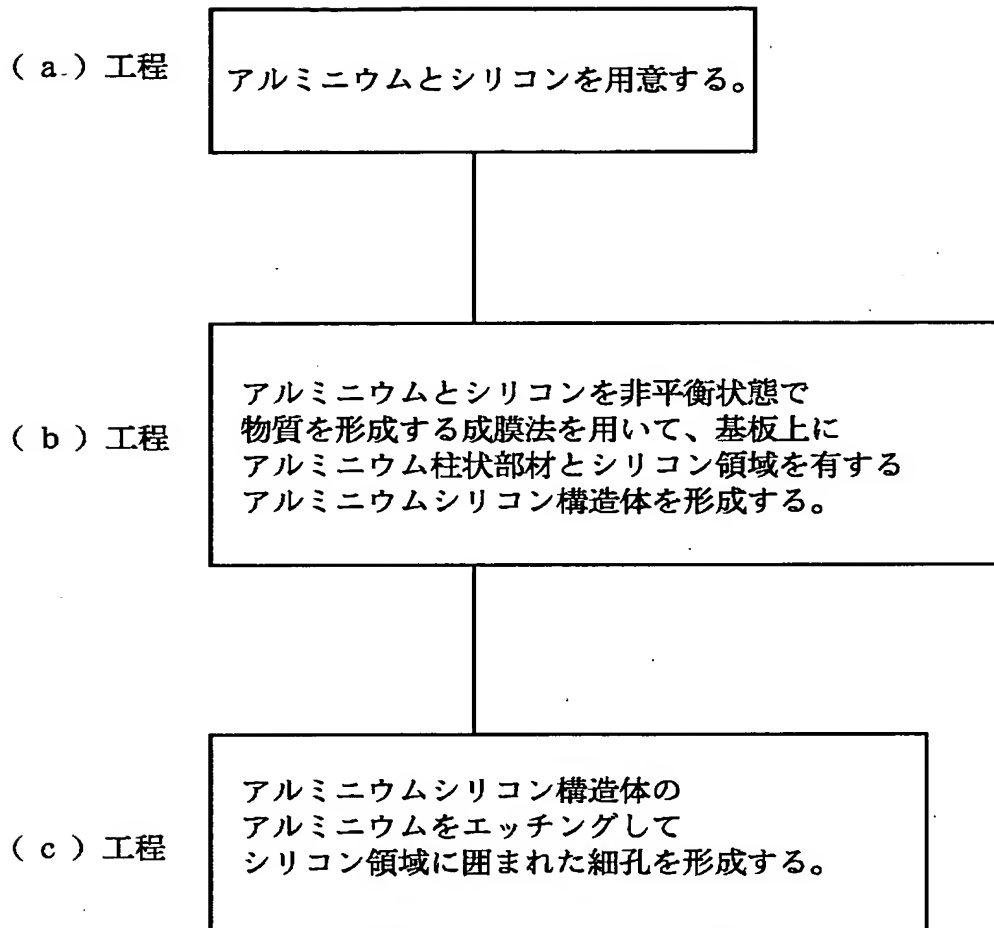 ( a ) 工程
アルミニウムとシリコンを用意する。
( b ) 工程
アルミニウムとシリコンを非平衡状態で
物質を形成する成膜法を用いて、基板上に
アルミニウム柱状部材とシリコン領域を有する
アルミニウムシリコン構造体を形成する。
( c ) 工程
アルミニウムシリコン構造体の
アルミニウムをエッチングして
シリコン領域に囲まれた細孔を形成する。